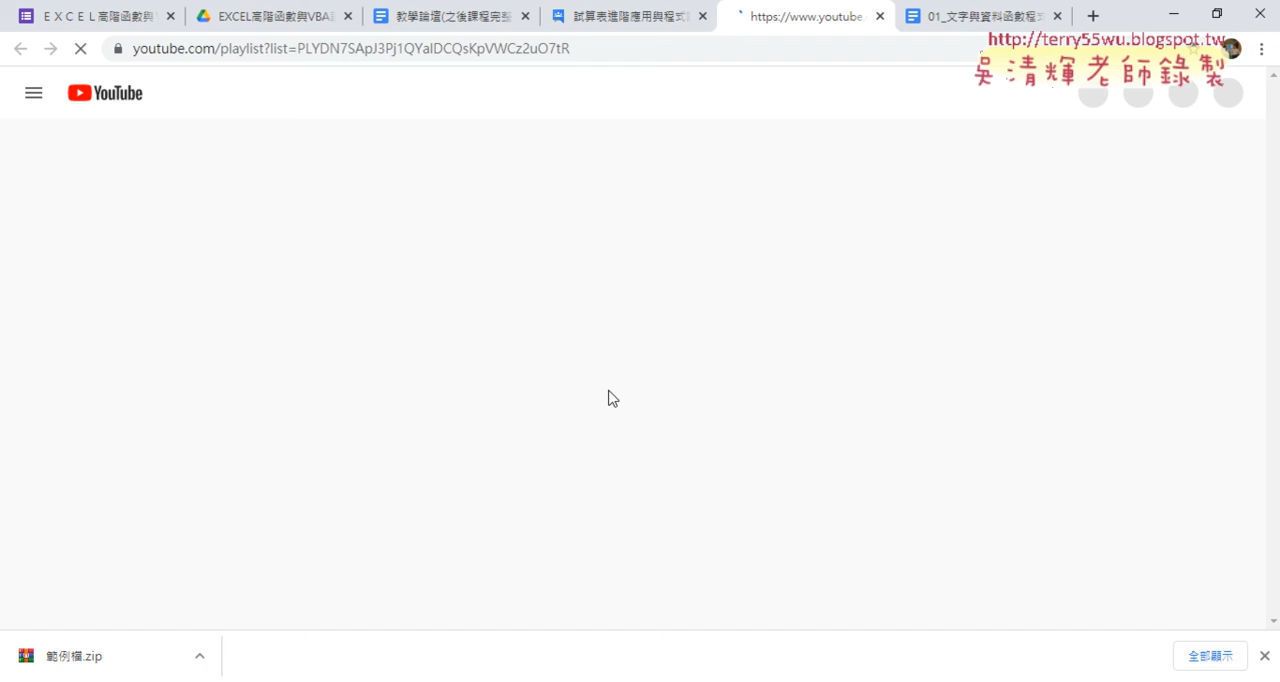 ＥＸＣＥＬ高階函數與
EXCEL高階函數與VBA
教學論壇(之後課程完整
試算表進階應用與程式
https://www.youtube.
01_文字與資料函數程式
youtube.com/playlist?list=PLYDN7SApJ3Pj1QYaIDCQsKpVWCz2uO7tR
http://terry55wu.blogspot.tw
吳清輝老師錄製
YouTube
範例檔.zip
全部顯示